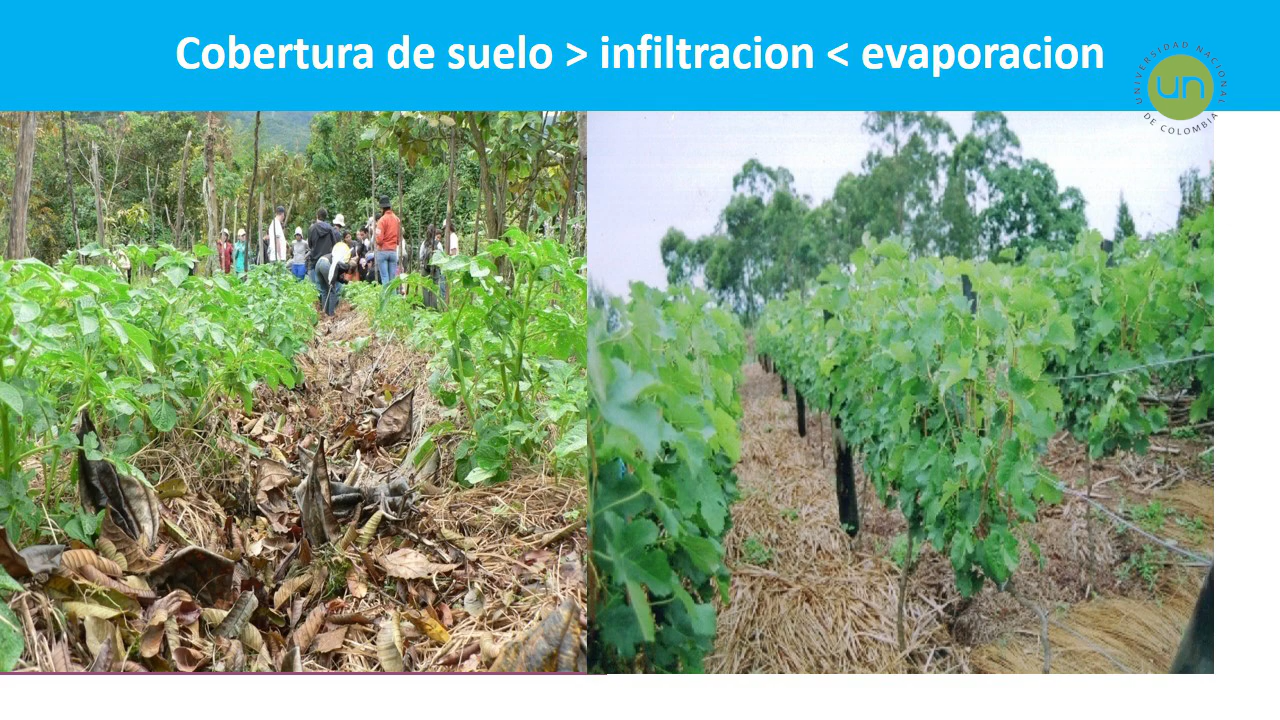 Cobertura de suelo > infiltracion < evaporacion
UNIVERSIDAD NACIONAL
un
DE COLOMBIA